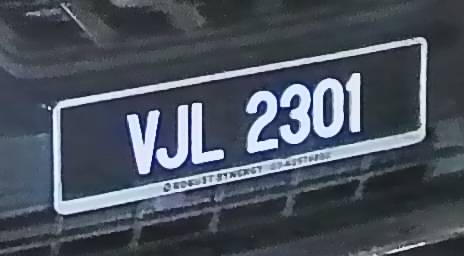 VJL 2301
ROBUST SYNERGY